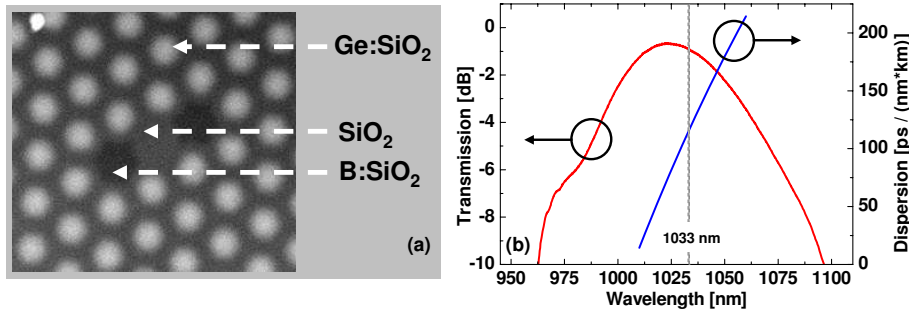 (a)
Ge:SiO2
SiO2
B:SiO2
(a)
Transmission [dB]
0
-2
-4
-6
-8
-10
(b)
1033 nm
950 975 1000 1025 1050 1075 1100
Wavelength [nm]
200
150
100
50
0
Dispersion [ps / (nm*km)]